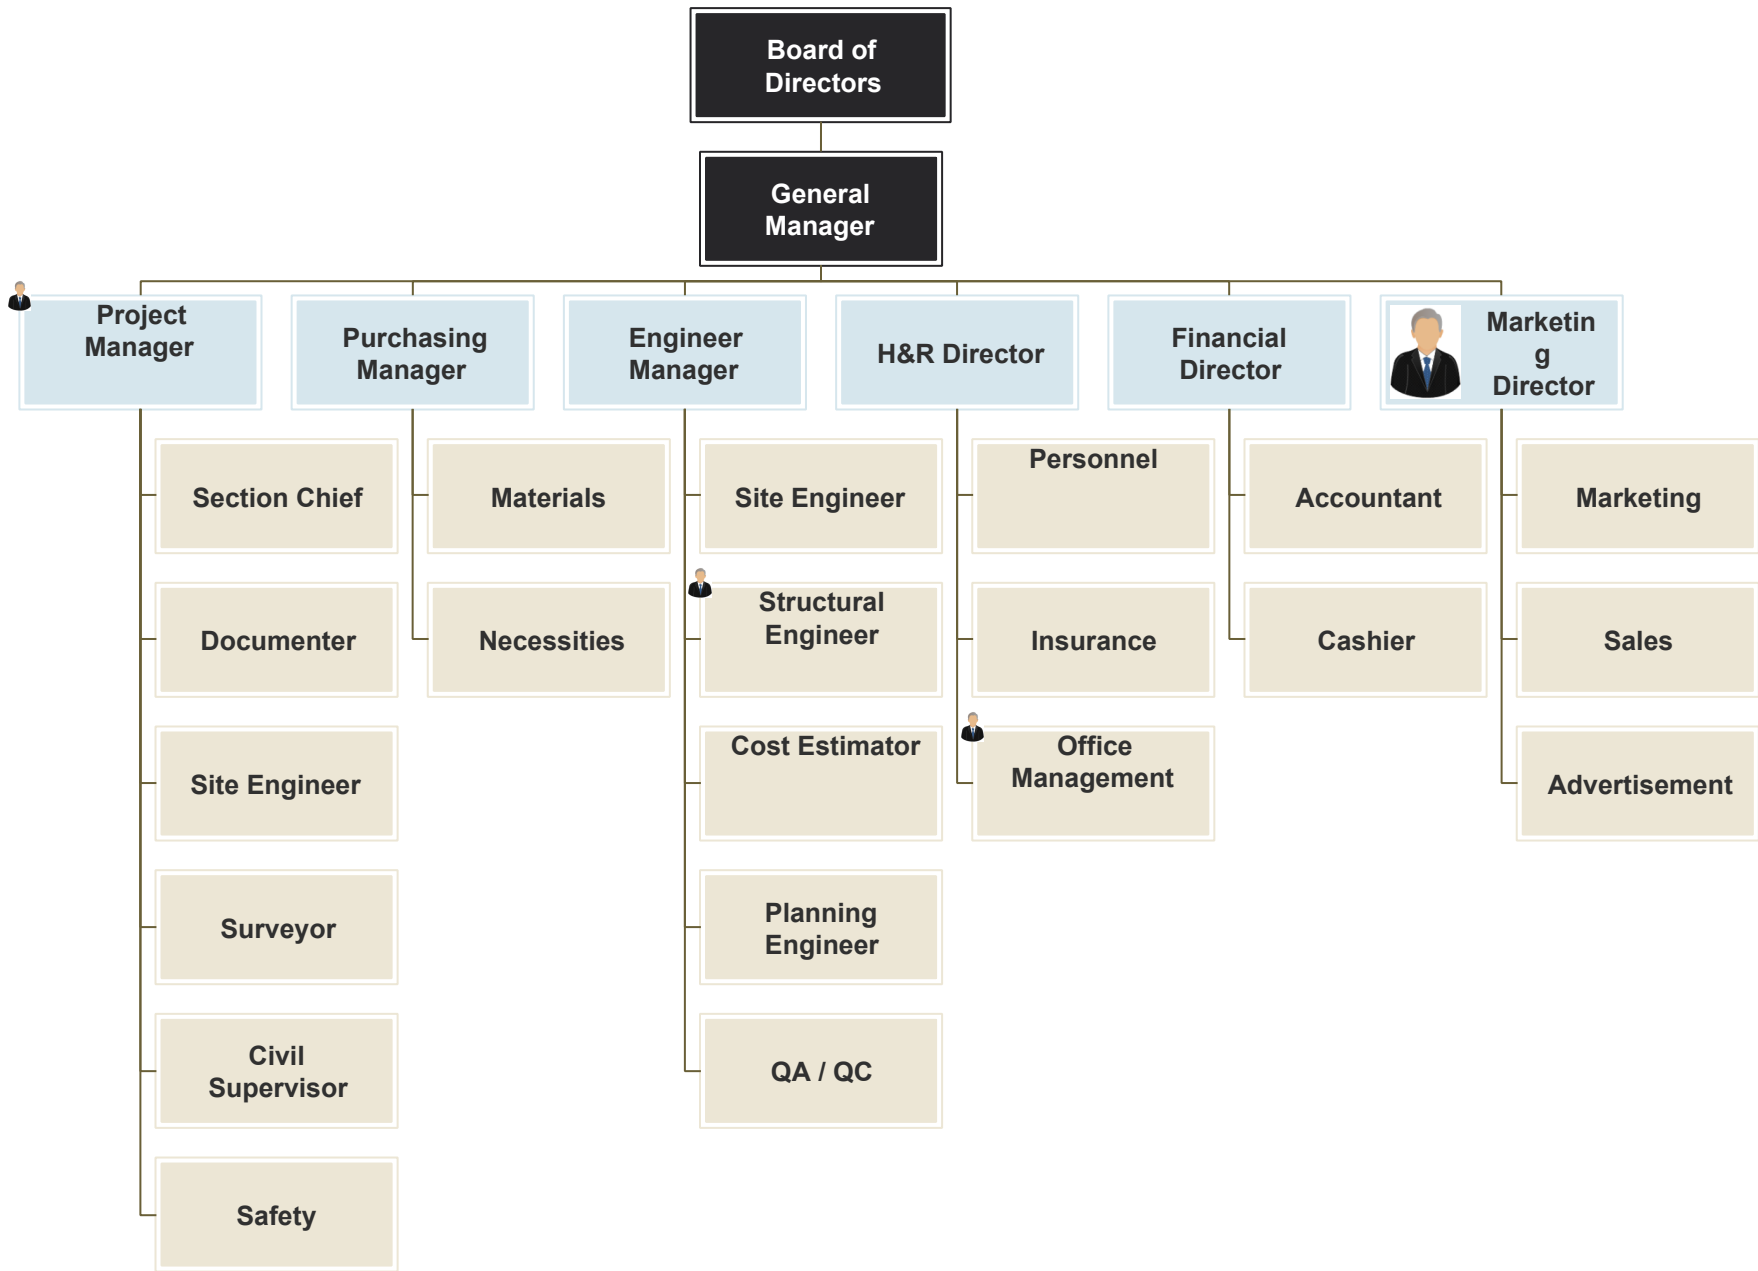 Board of
Directors
General
Manager
Project
Manager
Purchasing
Manager
Engineer
Manager
H&R Director
Financial
Director
Marketin
g
Director
Section Chief
Materials
Site Engineer
Personnel
Accountant
Marketing
Documenter
Necessities
Structural
Engineer
Insurance
Cashier
Sales
Site Engineer
Cost Estimator
Office
Management
Advertisement
Surveyor
Planning
Engineer
Civil
Supervisor
QA / QC
Safety